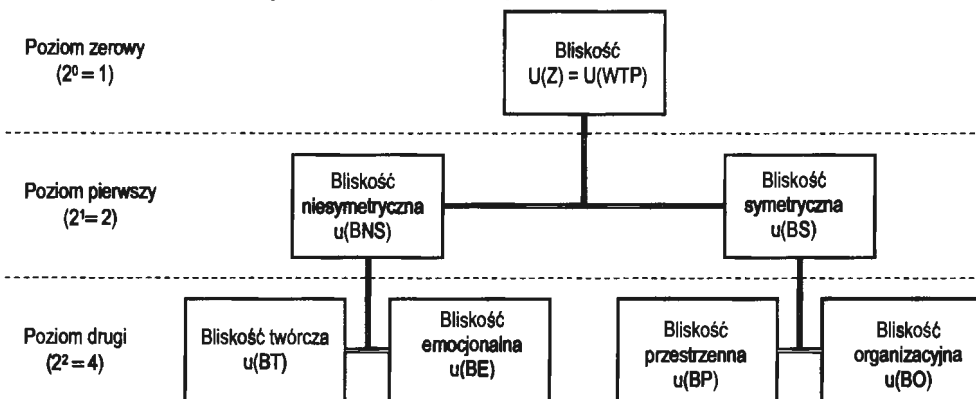 Poziom zerowy
(2⁰ = 1)
Bliskość
U(Z) = U(WTP)
Poziom pierwszy
(2¹= 2)
Bliskość
niesymetryczna
u(BNS)
Bliskość
symetryczna
u(BS)
Poziom drugi
(2² = 4)
Bliskość twórcza
u(BT)
Bliskość
emocjonalna
u(BE)
Bliskość
przestrzenna
u(BP)
Bliskość
organizacyjna
u(BO)